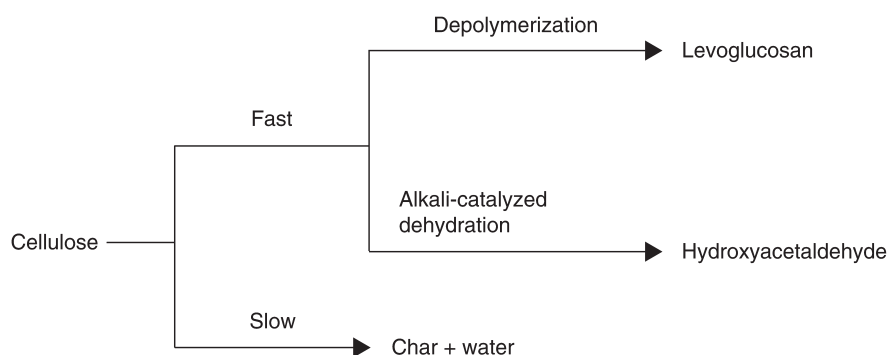 Depolymerization
Levoglucosan
Fast
Alkali-catalyzed
dehydration
Cellulose
Hydroxyacetaldehyde
Slow
Char + water